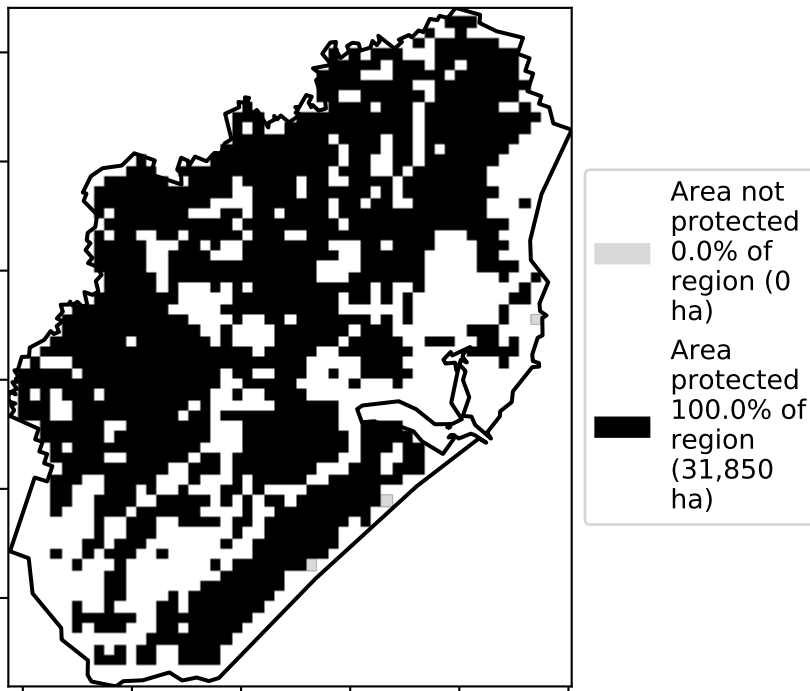 Area not
protected
0.0% of
region (0
ha)
Area
protected
100.0% of
region
(31,850
ha)